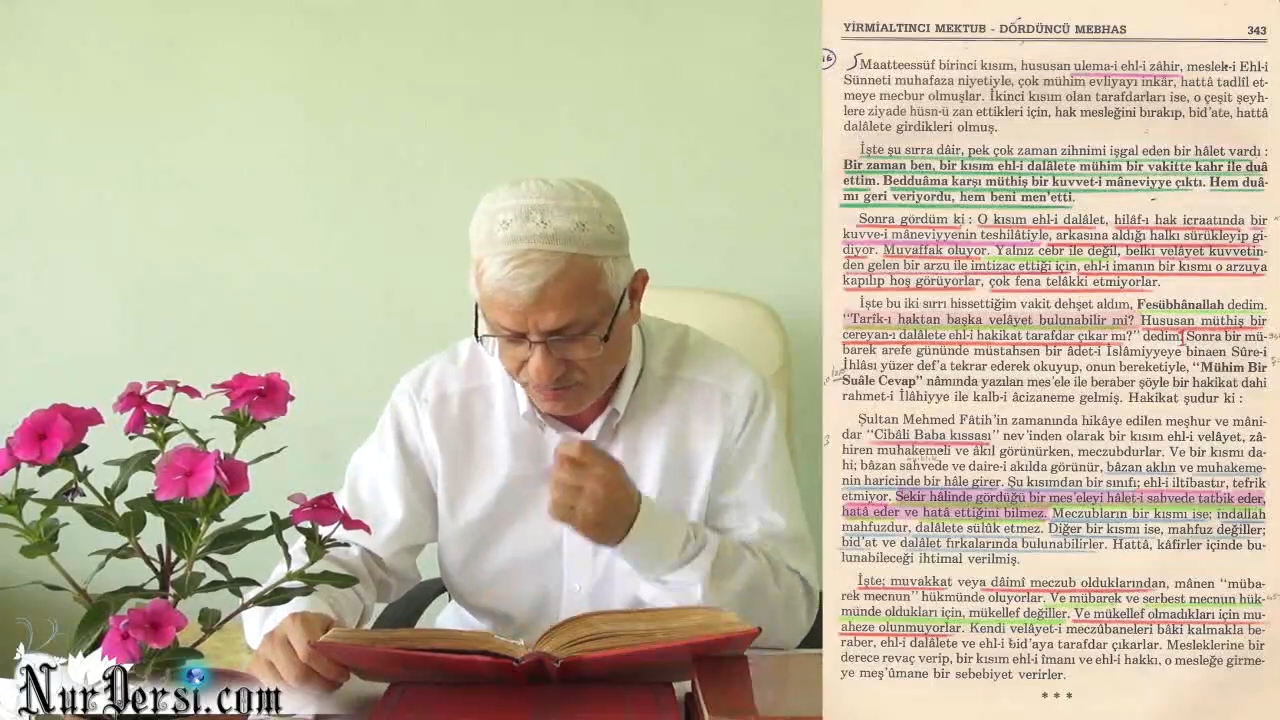 YİRMİALTINCI MEKTUB - DÖRDÜNCÜ MEBHAS 343
Maatteessüf birinci kısım, hususan ulema-i ehl-i zâhir, meslek-i Ehl-i
Sünneti muhafaza niyetiyle, çok mühim evliyayı inkâr, hattâ tadlîl et-
meye mecbur olmuşlar. İkinci kısım olan tarafdarları ise, o çeşit şeyh-
lere ziyade hüsn-ü zan ettikleri için, hak mesleğini bırakıp, bid'ate, hattâ
dalâlete girdikleri olmuş.
İşte şu sırra dâir, pek çok zaman zihnimi işgal eden bir hâlet vardı :
Bir zaman ben, bir kısım ehl-i dalâlete mühim bir vakitte kahr ile duâ
ettim. Bedduâma karşı müthiş bir kuvvet-i mâneviyye çıktı. Hem duâ-
mı geri veriyordu, hem beni men'etti.
Sonra gördüm ki : O kısım ehl-i dalâlet, hilâf-ı hak icraatında bir
kuvve-i mâneviyyenin teshilâtiyle, arkasına aldığı halkı sürükleyip gi-
diyor. Muvaffak oluyor. Yalnız cebr ile değil, belki velâyet kuvvetin-
den gelen bir arzu ile imtizac ettiği için, ehl-i imanın bir kısmı o arzuya
kapılıp hoş görüyorlar, çok fena telâkki etmiyorlar.
İşte bu iki sırrı hissettiğim vakit dehşet aldım, Fesübhânallah dedim.
"Tarîk-ı haktan başka velâyet bulunabilir mi? Hususan müthiş bir
cereyan-ı dalâlete ehl-i hakikat tarafdar çıkar mı?" dedim. Sonra bir mü-
barek arefe gününde müstahsen bir âdet-i İslâmiyyeye binaen Sûre-i
İhlâsı yüzer def'a tekrar ederek okuyup, onun bereketiyle, "Mühim Bir
Suâle Cevap" nâmında yazılan mes'ele ile beraber şöyle bir hakikat dahi
rahmet-i İlâhiyye ile kalb-i âcizaneme gelmiş. Hakikat şudur ki :
Sultan Mehmed Fâtih'in zamanında hikâye edilen meşhur ve mâni-
dar "Cibâli Baba kıssası" nev'inden olarak bir kısım ehl-i velâyet, zâ-
hiren muhakemeli ve âkıl görünürken, meczubdurlar. Ve bir kısmı da-
hi; bâzan sahvede ve daire-i akılda görünür, bâzan aklın ve muhakeme-
nin haricinde bir hâle girer. Şu kısımdan bir sınıfı; ehl-i iltibastır, tefrik
etmiyor. Sekir hâlinde gördüğü bir mes'eleyi hâlet-i sahvede tatbik eder,
hatâ eder ve hatâ ettiğini bilmez. Meczubların bir kısmı ise; indallah
mahfuzdur, dalâlete sülûk etmez. Diğer bir kısmı ise, mahfuz değiller;
bid'at ve dalâlet fırkalarında bulunabilirler. Hattâ, kâfirler içinde bu-
lunabileceği ihtimal verilmiş.
İşte; muvakkat veya dâimî meczub olduklarından, mânen "müba-
rek mecnun" hükmünde oluyorlar. Ve mübarek ve serbest mecnun hük-
münde oldukları için, mükellef değiller. Ve mükellef olmadıkları için mu-
aheze olunmuyorlar. Kendi velâyet-i meczûbaneleri bâki kalmakla be-
raber, ehl-i dalâlete ve ehl-i bid'aya tarafdar çıkarlar. Mesleklerine bir
derece revaç verip, bir kısım ehl-i îmanı ve ehl-i hakkı, o mesleğe girme-
ye meş'ûmane bir sebebiyet verirler.
* * *
NurDersi.com